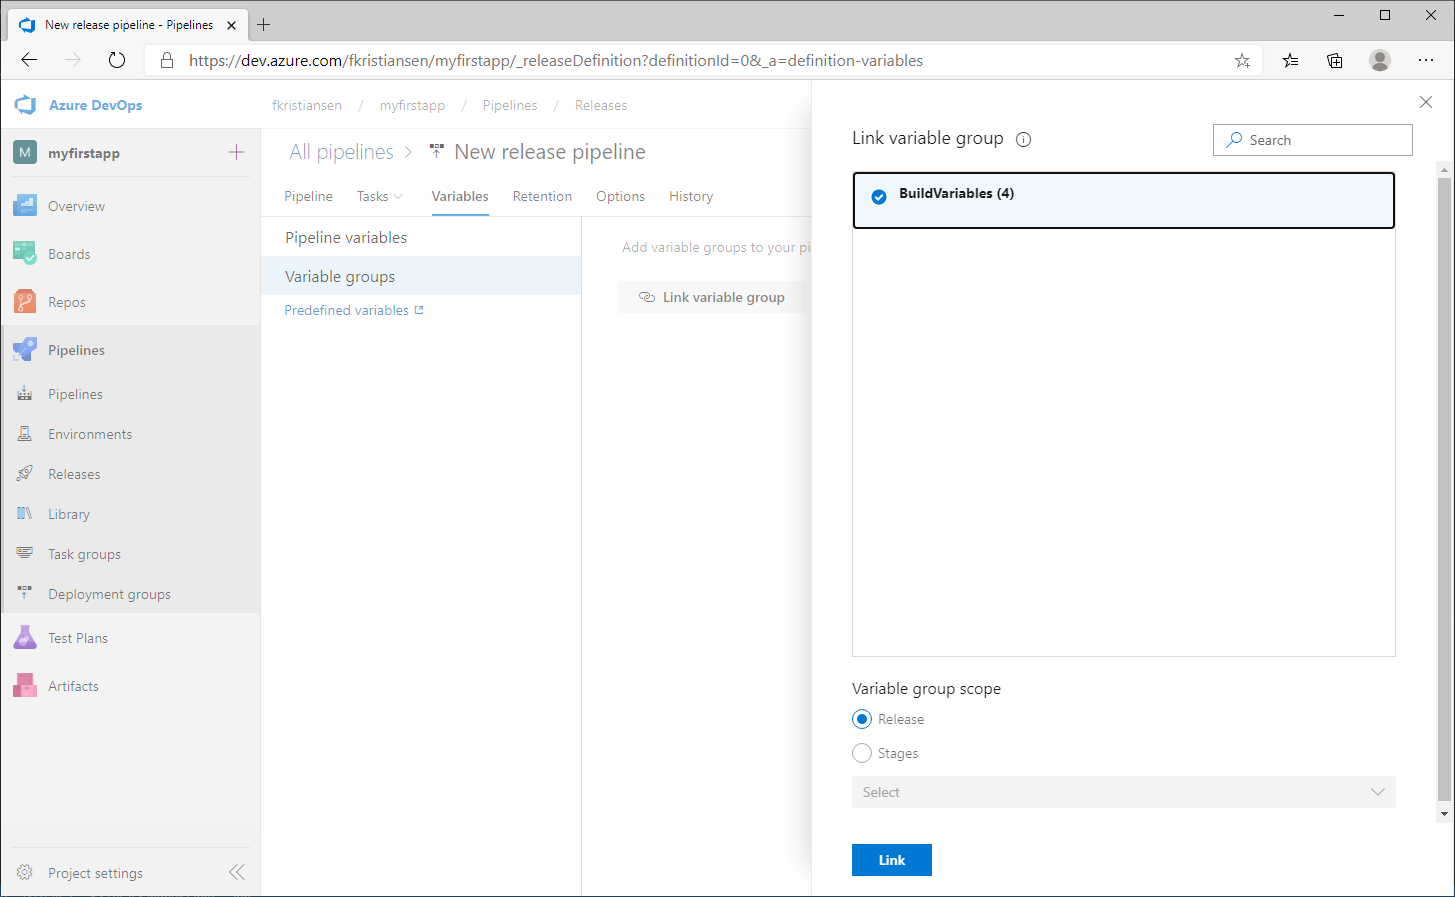 New release pipeline - Pipelines
https://dev.azure.com/fkristiansen/myfirstapp/_releaseDefinition?definitionId=0&_a=definition-variables
Azure DevOps
fkristiansen / myfirstapp / Pipelines / Releases
M myfirstapp
Overview
Boards
Repos
Pipelines
Pipelines
Environments
Releases
Library
Task groups
Deployment groups
Test Plans
Artifacts
Project settings
All pipelines > New release pipeline
Pipeline Tasks Variables Retention Options History
Pipeline variables
Variable groups
Predefined variables
Add variable groups to your pi
Link variable group
Link variable group
Search
BuildVariables (4)
Variable group scope
Release
Stages
Select
Link